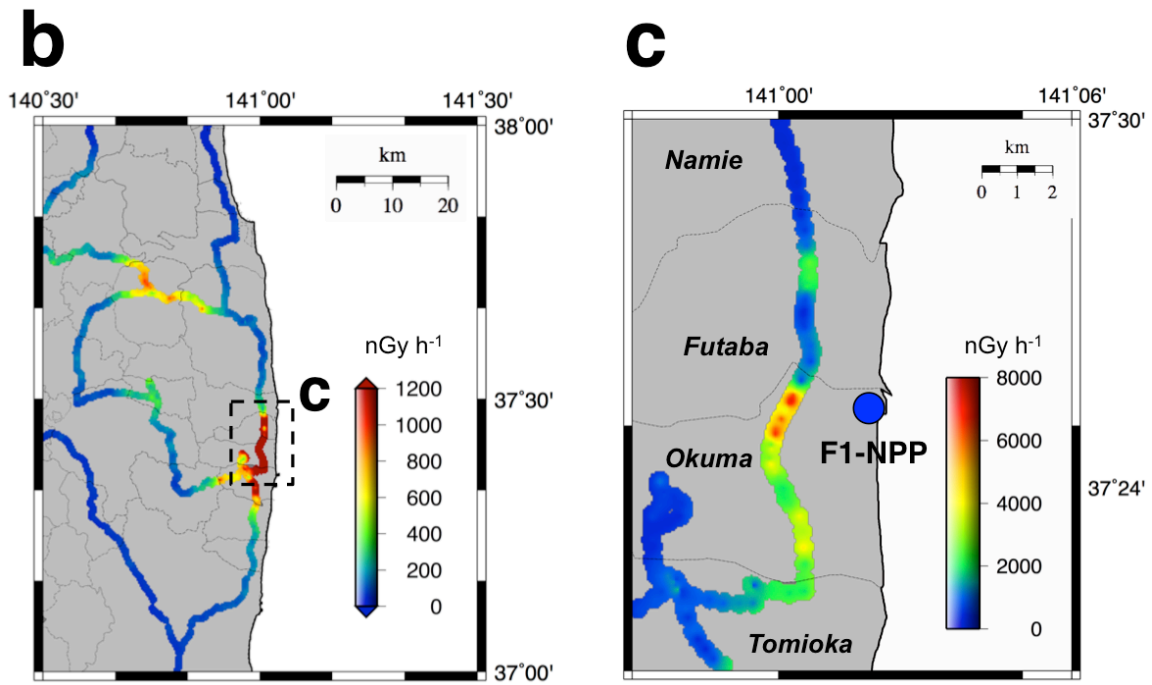 b
140˚30'
141˚00'
141˚30'
38˚00'
km
0 10 20
nGy h-1
1200
1000
800
600
400
200
0
c
37˚30'
37˚00'
c
141˚00'
141˚06'
37˚30'
km
0 1 2
Namie
Futaba
Okuma
F1-NPP
Tomioka
nGy h-1
8000
6000
4000
2000
0
37˚24'